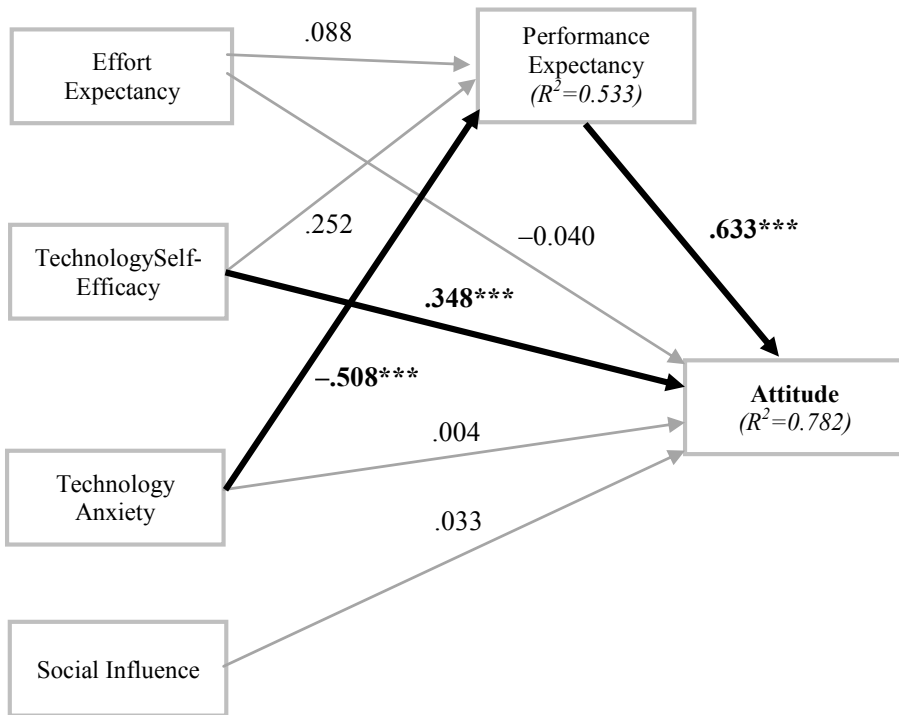 .088
Effort
Expectancy
Performance
Expectancy
(R²=0.533)
.252
–0.040
.633***
TechnologySelf-
Efficacy
.348***
–.508***
Attitude
(R²=0.782)
.004
Technology
Anxiety
.033
Social Influence